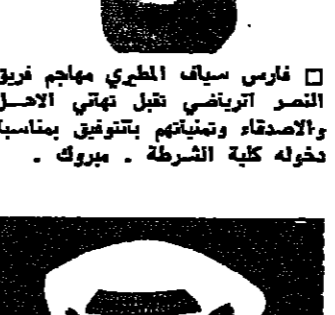 □ فارس سياف المطيري مهاجم فريق
النصر الرياضي تقبل تهاني الاهل
والاصدقاء وتمنياتهم بالتوفيق بمناسبة
دخوله كلية الشرطة . مبروك .